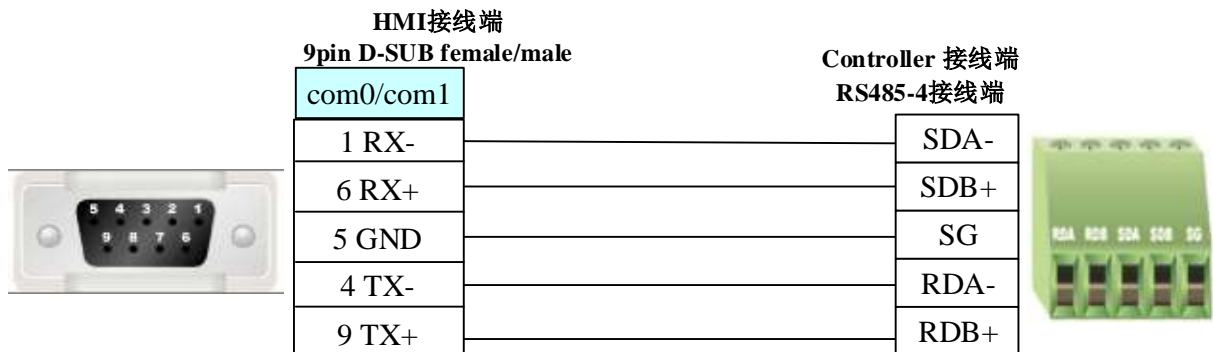 HMI接线端
9pin D-SUB female/male
Controller 接线端
RS485-4接线端
com0/com1
1 RX-
SDA-
6 RX+
SDB+
5 GND
SG
4 TX-
RDA-
9 TX+
RDB+
5 4 3 2 1
9 8 7 6
RDA RDB SDA SDB SG